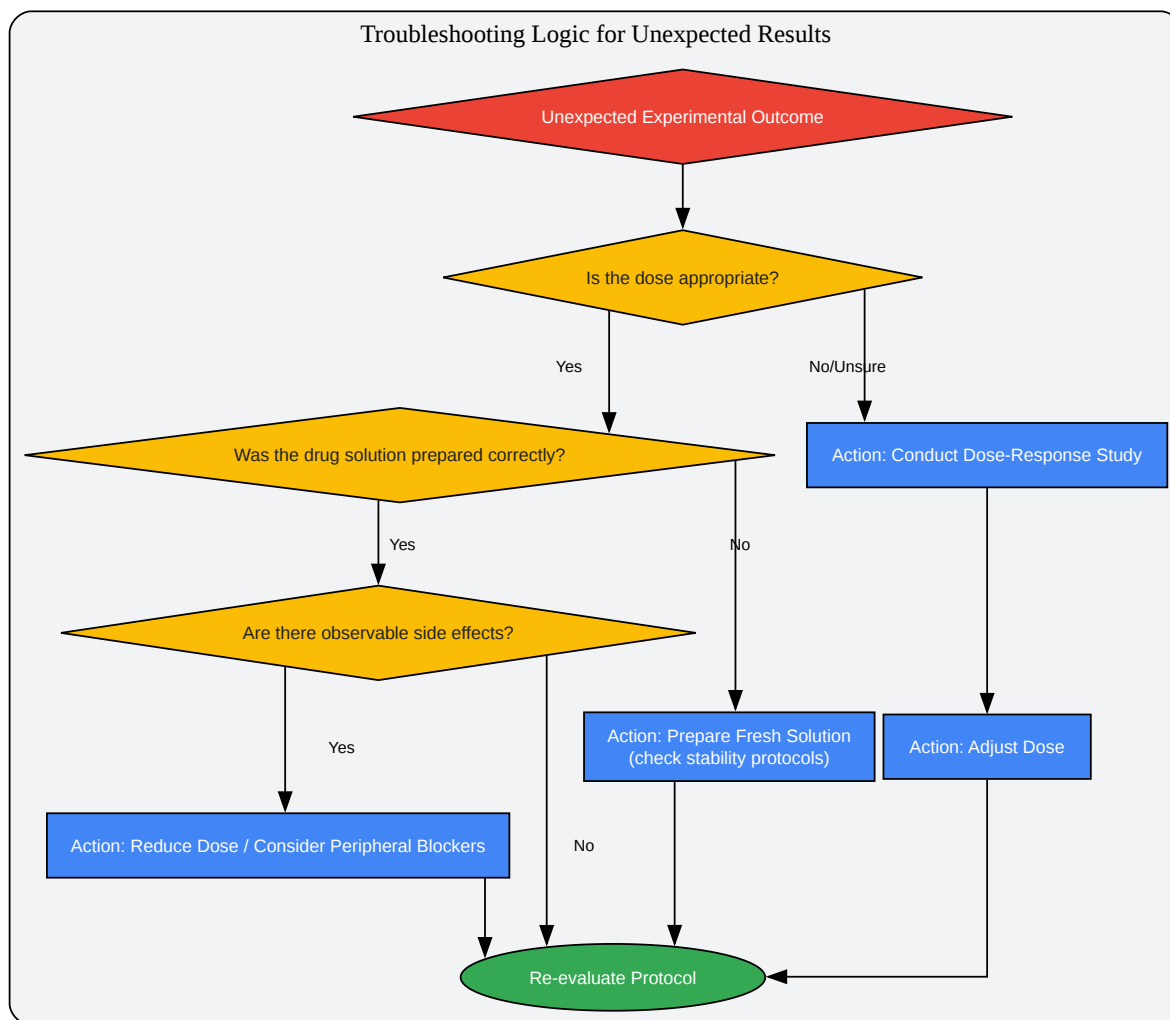 Troubleshooting Logic for Unexpected Results
Unexpected Experimental Outcome
Is the dose appropriate?
Yes
No/Unsure
Was the drug solution prepared correctly?
Action: Conduct Dose-Response Study
Yes
No
Are there observable side effects?
Yes
Action: Prepare Fresh Solution
(check stability protocols)
Action: Adjust Dose
Action: Reduce Dose / Consider Peripheral Blockers
No
Re-evaluate Protocol